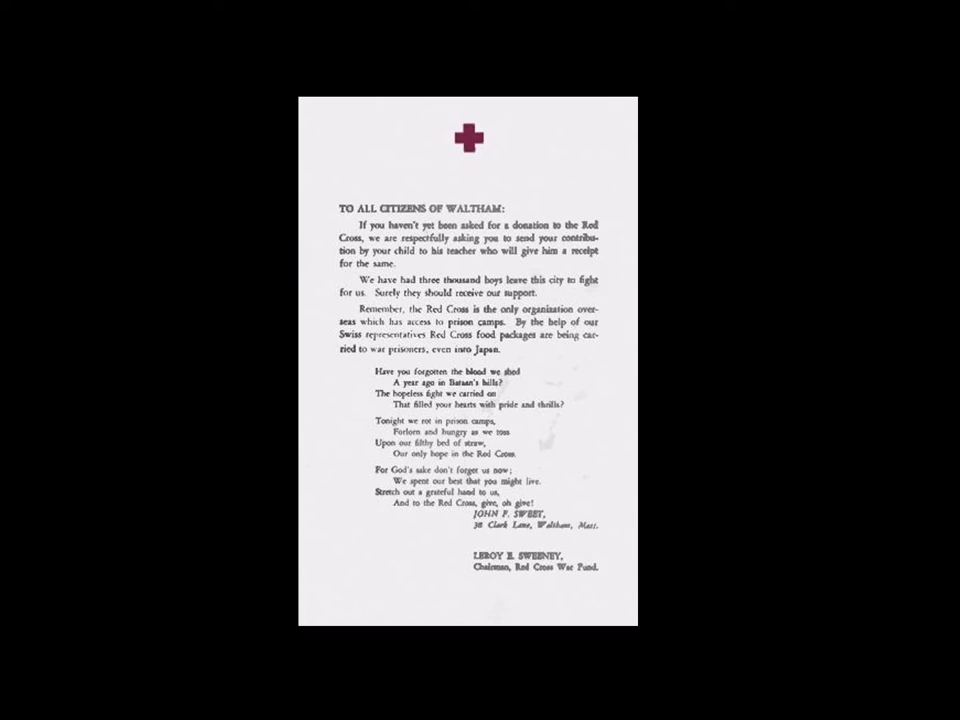 TO ALL CITIZENS OF WALTHAM:
If you haven't yet been asked for a donation to the Red
Cross, we are respectfully asking you to send your contribu-
tion by your child to his teacher who will give him a receipt
for the same.
We have had three thousand boys leave this city to fight
for us. Surely they should receive our support.
Remember, the Red Cross is the only organization over-
seas which has access to prison camps. By the help of our
Swiss representatives Red Cross food packages are being car-
ried to war prisoners, even into Japan.
Have you forgotten the blood we shed
A year ago in Bataan's hills?
The hopeless fight we carried on
That filled your hearts with pride and thrills?
Tonight we rot in prison camps,
Forlorn and hungry as we toss
Upon our filthy bed of straw,
Our only hope in the Red Cross.
For God's sake don't forget us now;
We spent our best that you might live.
Stretch out a grateful hand to us,
And to the Red Cross, give, oh give!
JOHN F. SWEET,
38 Clark Lane, Waltham, Mass.
LEROY E. SWEENEY,
Chairman, Red Cross War Fund.